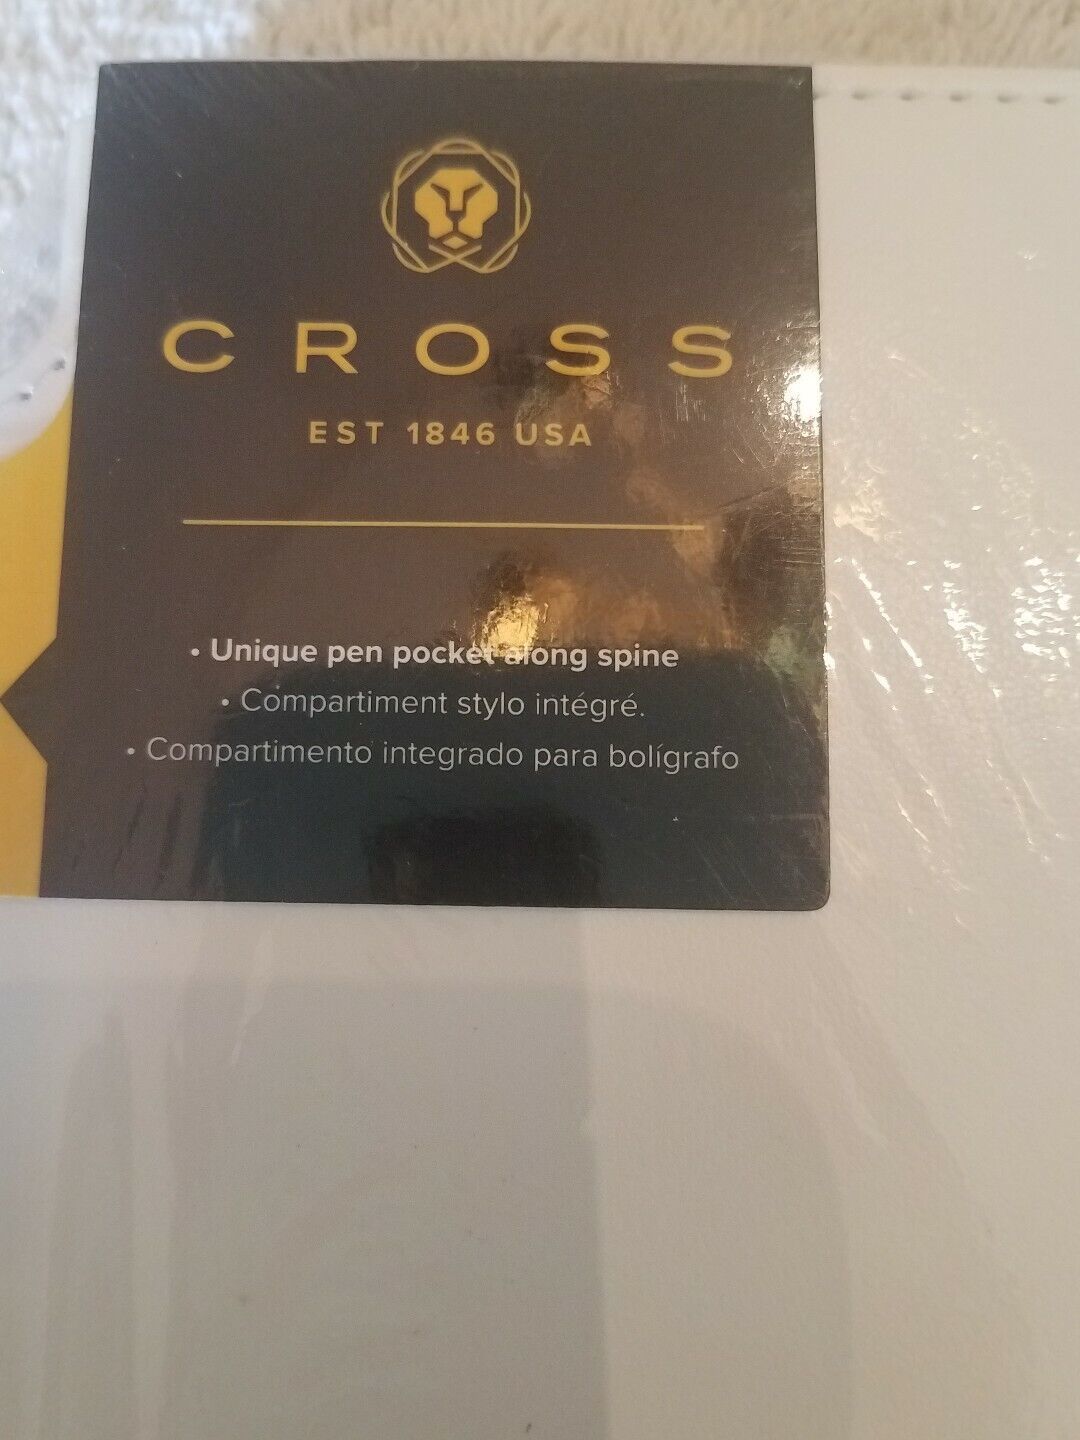 CROSS
EST 1846 USA
• Unique pen pocket along spine
• Compartiment stylo intégré.
• Compartimento integrado para bolígrafo